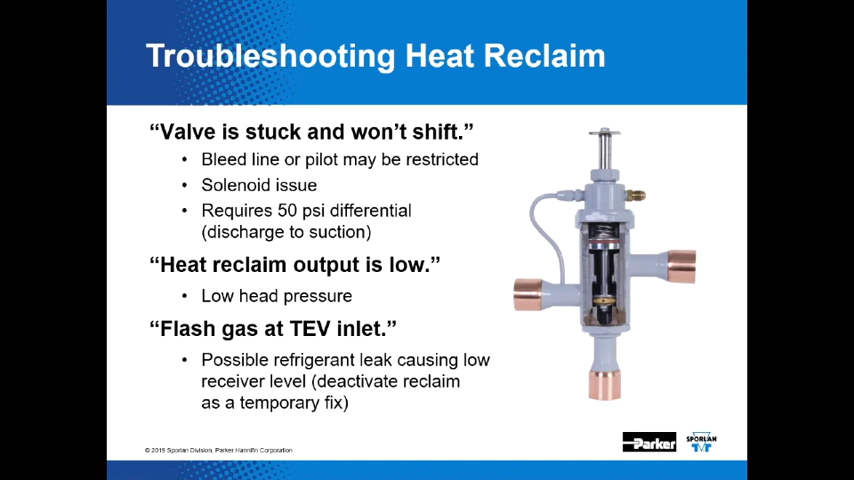 Troubleshooting Heat Reclaim
“Valve is stuck and won’t shift.”
• Bleed line or pilot may be restricted
• Solenoid issue
• Requires 50 psi differential
(discharge to suction)
“Heat reclaim output is low.”
• Low head pressure
“Flash gas at TEV inlet.”
• Possible refrigerant leak causing low
receiver level (deactivate reclaim
as a temporary fix)
© 2019 Sporlan Division, Parker Hannifin Corporation
Parker
SPORLAN